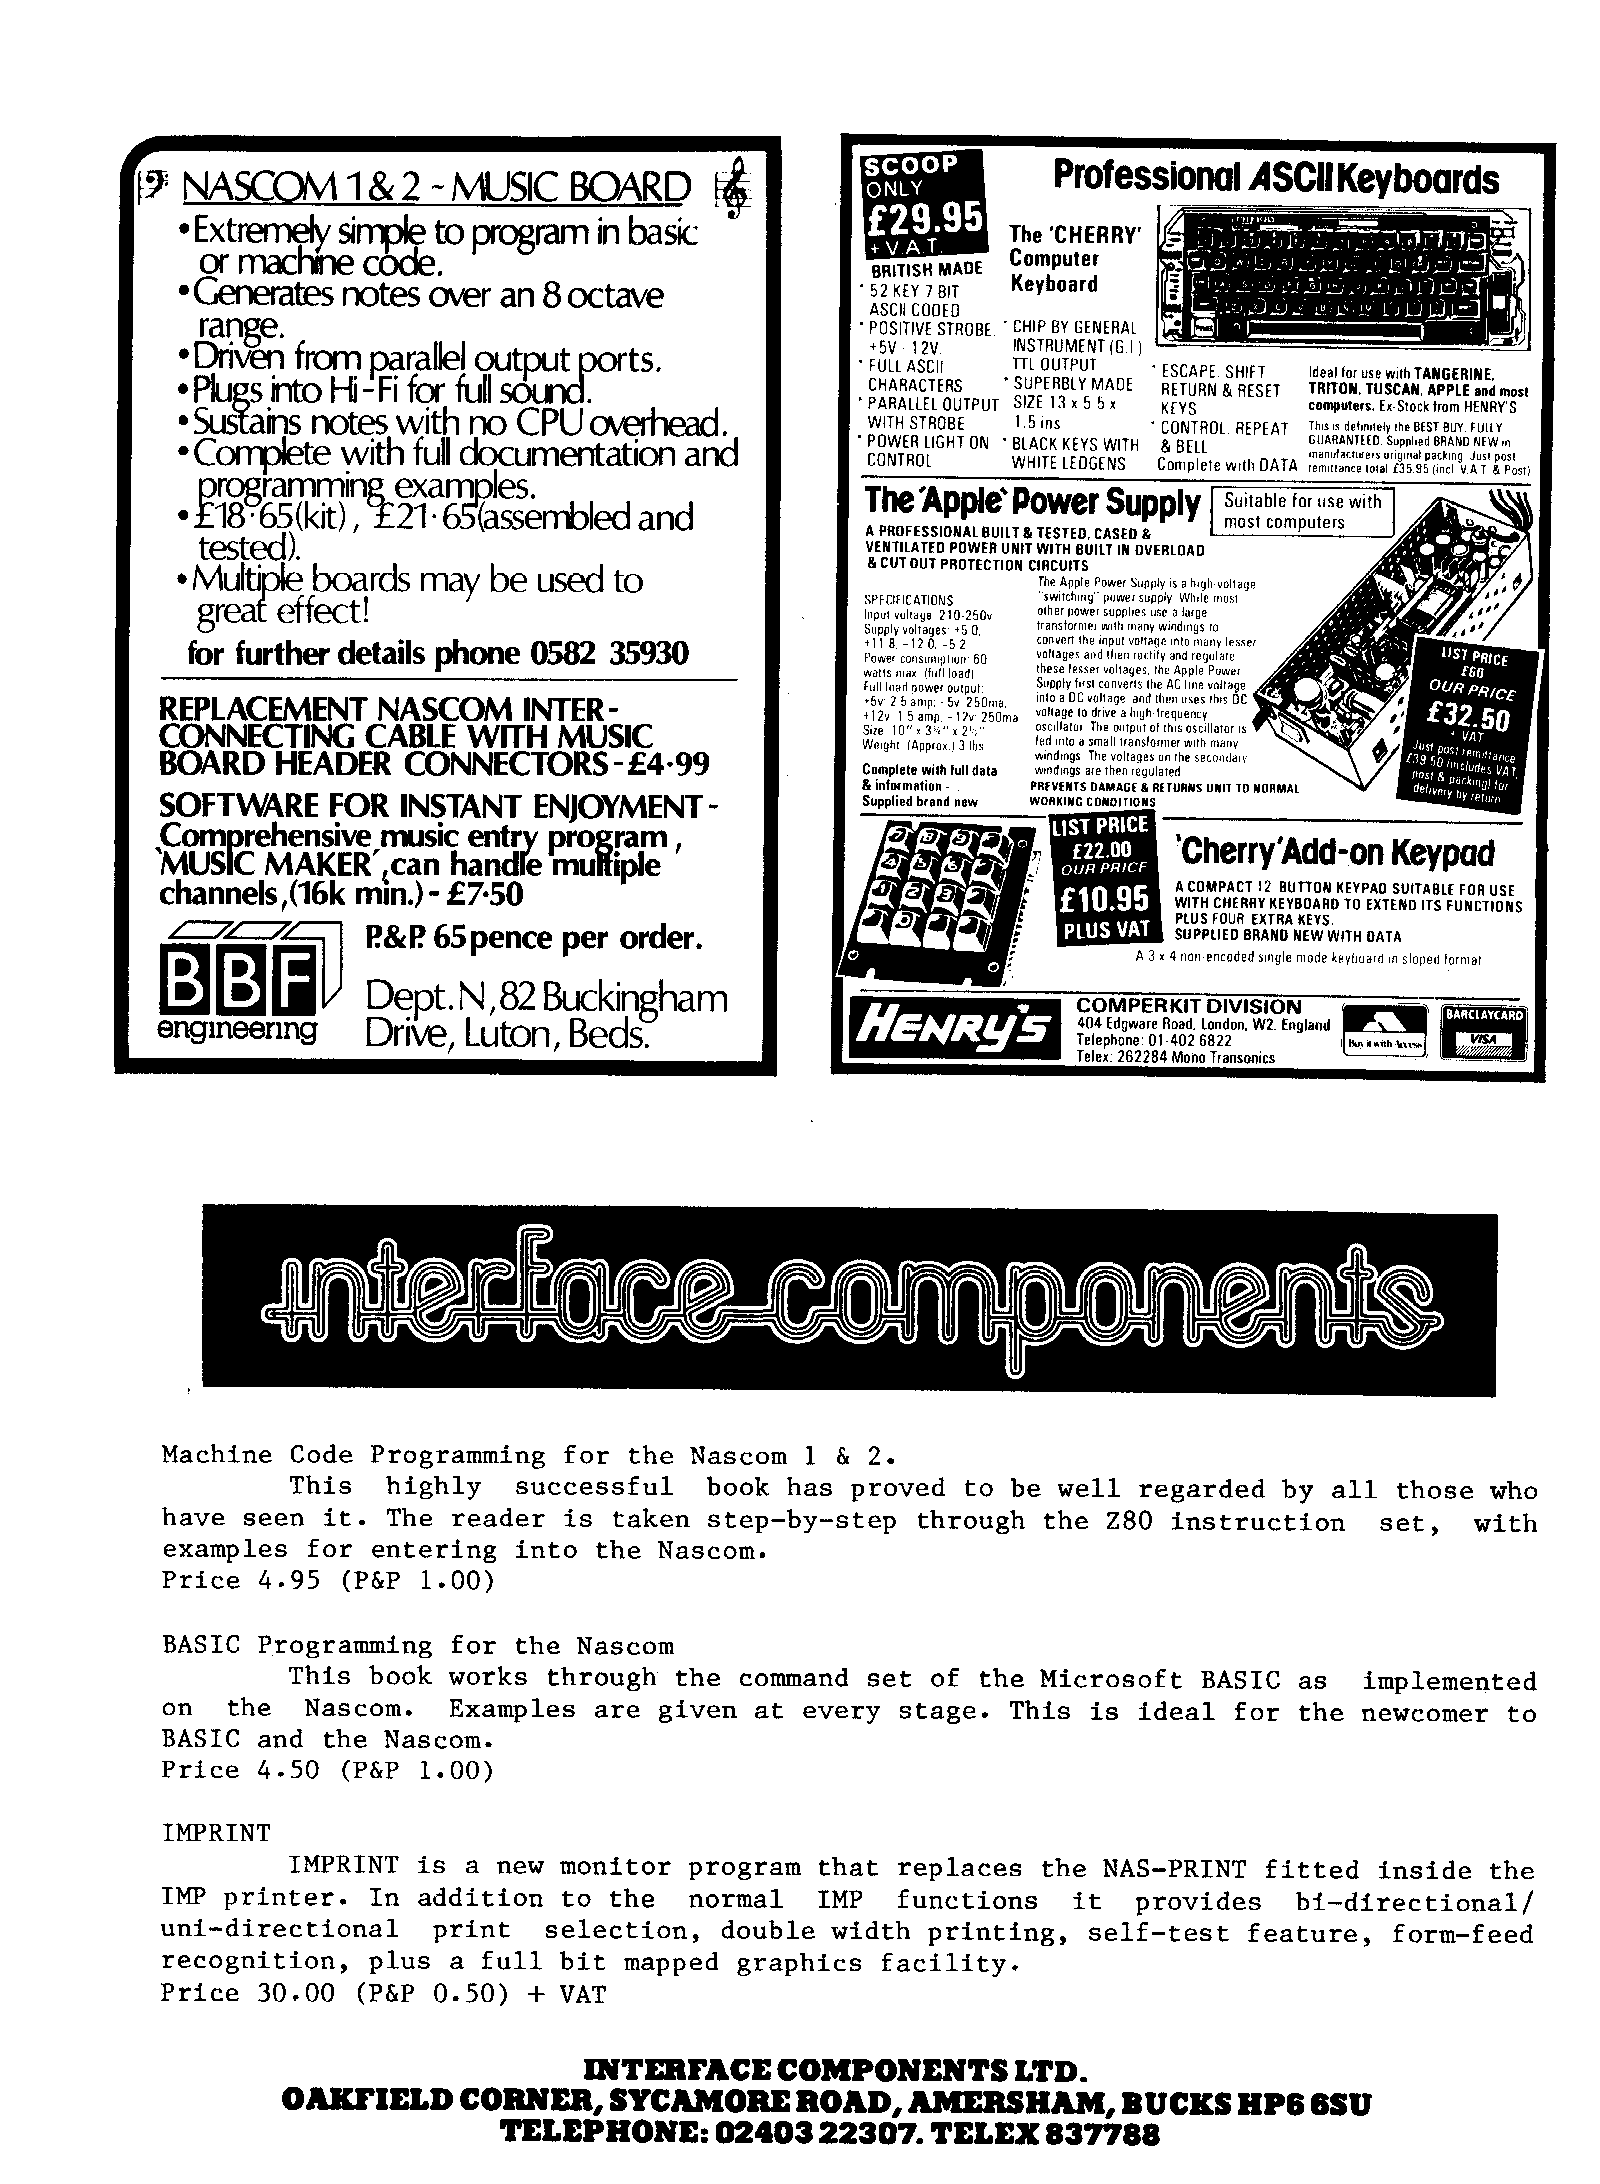 NASCOM 1 & 2 - MUSIC BOARD
•Extremely simple to program in basic
or machine code.
•Generates notes over an 8 octave
range.
•Driven from parallel output ports.
•Plugs into Hi-Fi for full sound.
•Sustains notes with no CPU overhead.
•Complete with full documentation and
programming examples.
•£18·65(kit), £21·65(assembled and
tested).
•Multiple boards may be used to
great effect!
for further details phone 0582 35930
REPLACEMENT NASCOM INTER-
CONNECTING CABLE WITH MUSIC
BOARD HEADER CONNECTORS-£4·99
SOFTWARE FOR INSTANT ENJOYMENT-
Comprehensive music entry program,
'MUSIC MAKER', can handle multiple
channels,(16k min.)- £7·50
BBF
engineering
P.&P. 65 pence per order.
Dept. N, 82 Buckingham
Drive, Luton, Beds.
SCOOP
ONLY
£29.95
+ V.A.T.
Professional ASCII Keyboards
The 'CHERRY'
Computer
Keyboard
BRITISH MADE
* 52 KEY 7 BIT
ASCII CODED
* POSITIVE STROBE
+5V - 12V.
* FULL ASCII
CHARACTERS
* PARALLEL OUTPUT
WITH STROBE
* POWER LIGHT ON
CONTROL
* CHIP BY GENERAL
INSTRUMENT (G.I.)
TTL OUTPUT
* SUPERBLY MADE
SIZE 13 x 5.5 x
1.5 ins
* BLACK KEYS WITH
WHITE LEDGENS
* ESCAPE. SHIFT
RETURN & RESET
KEYS
* CONTROL. REPEAT
& BELL
Complete with DATA
Ideal for use with TANGERINE,
TRITON, TUSCAN, APPLE and most
computers. Ex-Stock from HENRY'S
This is definitely the BEST BUY. FULLY
GUARANTEED. Supplied BRAND NEW in
manufacturers original packing. Just post
remittance total £35.95 (incl V.A.T. & Post)
The 'Apple' Power Supply
Suitable for use with
most computers
A PROFESSIONAL BUILT & TESTED, CASED &
VENTILATED POWER UNIT WITH BUILT IN OVERLOAD
& CUT OUT PROTECTION CIRCUITS
SPECIFICATIONS
Input voltage 210-250v
Supply voltages: +5.0,
+11.8, -12.0, -5.2
Power consumption: 60
watts max. (full load)
Full load power output:
+5v 2.5 amp; -5v 250ma,
+12v 1.5 amp, -12v 250ma
Size 10" x 3½" x 2½"
Weight (Approx.) 3 lbs
Complete with full data
& information -
Supplied brand new
The Apple Power Supply is a high-voltage
"switching" power supply. While most
other power supplies use a large
transformer with many windings to
convert the input voltage into many lesser
voltages and then rectify and regulate
these lesser voltages, the Apple Power
Supply first converts the AC line voltage
into a DC voltage, and then uses this DC
voltage to drive a high-frequency
oscillator. The output of this oscillator is
fed into a small transformer with many
windings. The voltages on the secondary
windings are then regulated
PREVENTS DAMAGE & RETURNS UNIT TO NORMAL
WORKING CONDITIONS
LIST PRICE
£60
OUR PRICE
£32.50
+ VAT
Just post remittance
£39.50 (includes VAT,
post & packing) for
delivery by return
LIST PRICE
£22.00
OUR PRICE
£10.95
PLUS VAT
'Cherry' Add-on Keypad
A COMPACT 12 BUTTON KEYPAD SUITABLE FOR USE
WITH CHERRY KEYBOARD TO EXTEND ITS FUNCTIONS
PLUS FOUR EXTRA KEYS.
SUPPLIED BRAND NEW WITH DATA
A 3 x 4 non-encoded single mode keyboard in sloped format
HENRY'S
COMPERKIT DIVISION
404 Edgware Road, London, W2. England
Telephone: 01-402 6822
Telex: 262284 Mono Transonics
Buy it with Access
BARCLAYCARD
VISA
interface components
Machine Code Programming for the Nascom 1 & 2.
This highly successful book has proved to be well regarded by all those who
have seen it. The reader is taken step-by-step through the Z80 instruction set, with
examples for entering into the Nascom.
Price 4.95 (P&P 1.00)
BASIC Programming for the Nascom
This book works through the command set of the Microsoft BASIC as implemented
on the Nascom. Examples are given at every stage. This is ideal for the newcomer to
BASIC and the Nascom.
Price 4.50 (P&P 1.00)
IMPRINT
IMPRINT is a new monitor program that replaces the NAS-PRINT fitted inside the
IMP printer. In addition to the normal IMP functions it provides bi-directional/
uni-directional print selection, double width printing, self-test feature, form-feed
recognition, plus a full bit mapped graphics facility.
Price 30.00 (P&P 0.50) + VAT
INTERFACE COMPONENTS LTD.
OAKFIELD CORNER, SYCAMORE ROAD, AMERSHAM, BUCKS HP6 6SU
TELEPHONE: 02403 22307. TELEX 837788